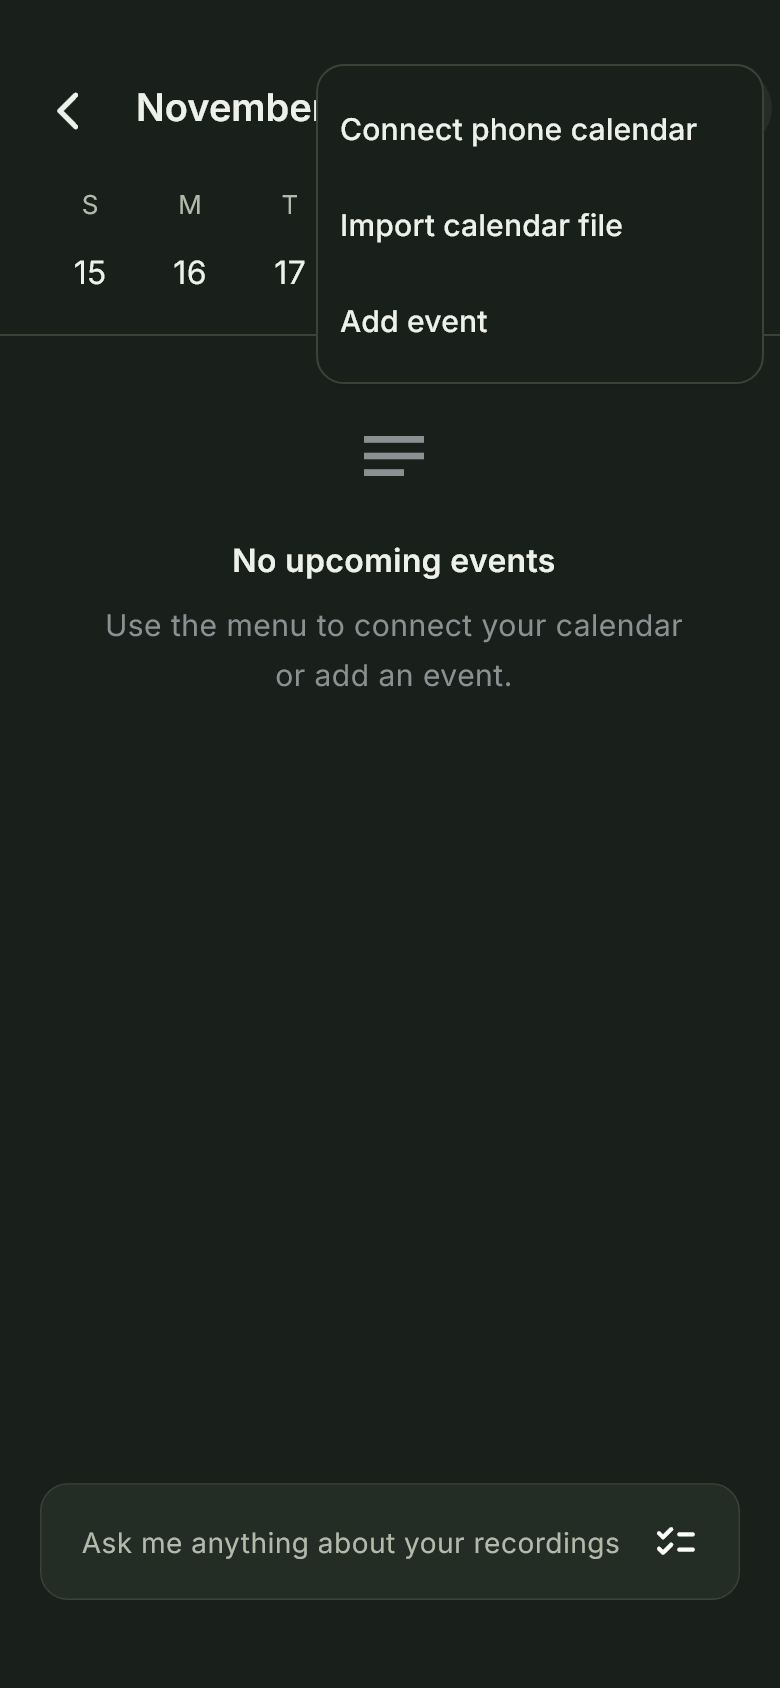 November
Connect phone calendar
Import calendar file
Add event
S M T
15 16 17
No upcoming events
Use the menu to connect your calendar
or add an event.
Ask me anything about your recordings